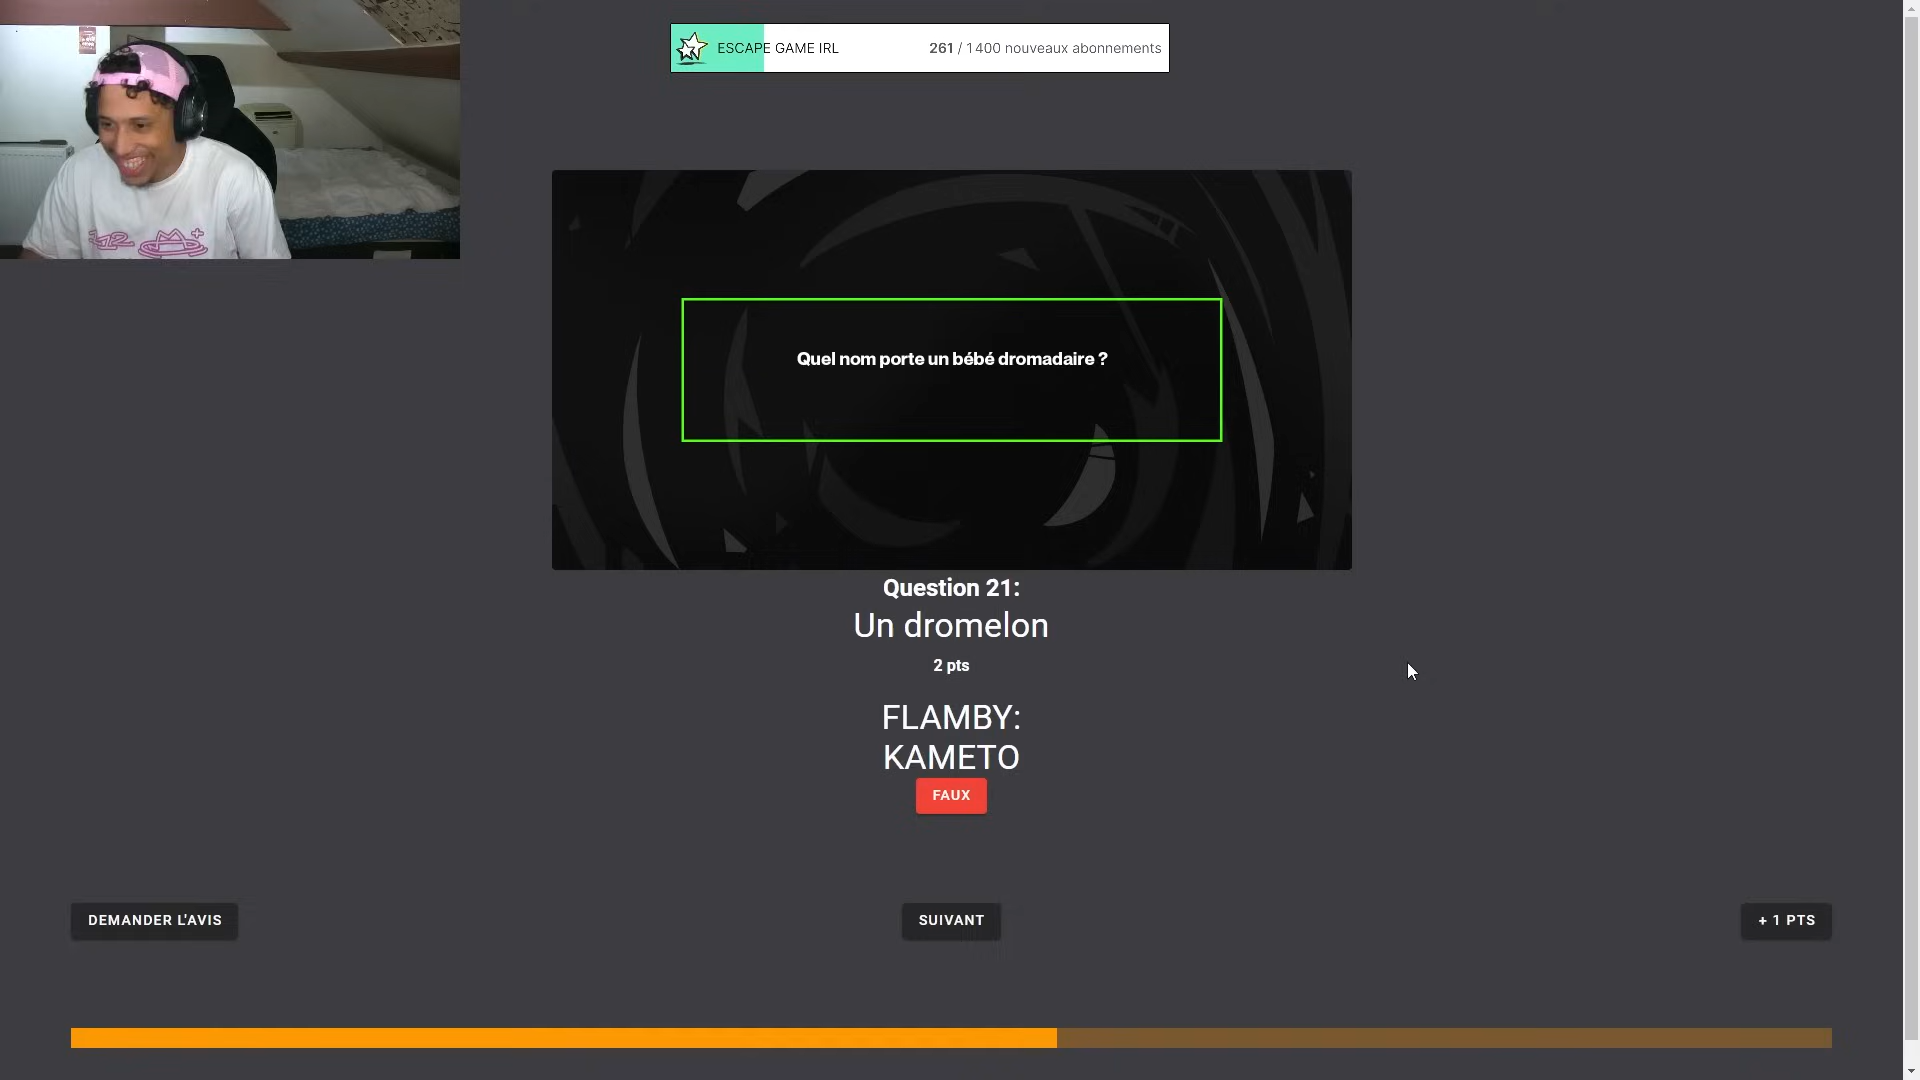 ESCAPE GAME IRL
261 / 1 400 nouveaux abonnements
Quel nom porte un bébé dromadaire ?
Question 21:
Un dromelon
2 pts
FLAMBY:
KAMETO
FAUX
DEMANDER L'AVIS
SUIVANT
+ 1 PTS